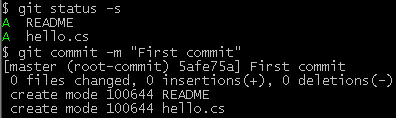 $ git status -s
A  README
A  hello.cs
$ git commit -m "First commit"
[master (root-commit) 5afe75a] First commit
 0 files changed, 0 insertions(+), 0 deletions(-)
 create mode 100644 README
 create mode 100644 hello.cs